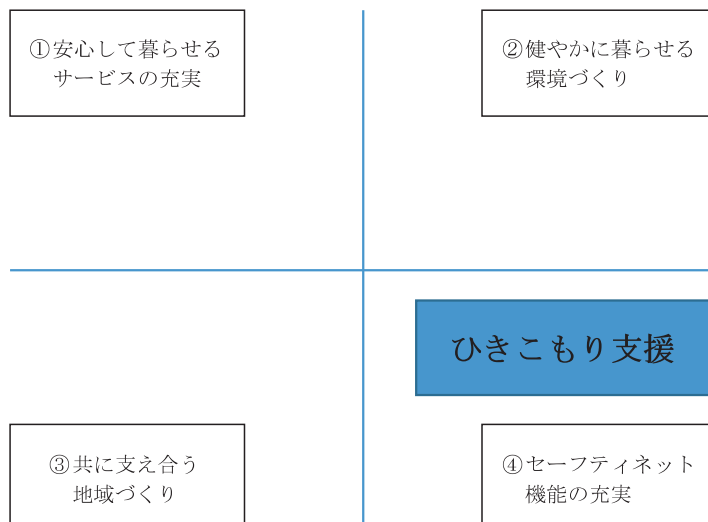 ①安心して暮らせる
サービスの充実
②健やかに暮らせる
環境づくり
ひきこもり支援
③共に支え合う
地域づくり
④セーフティネット
機能の充実